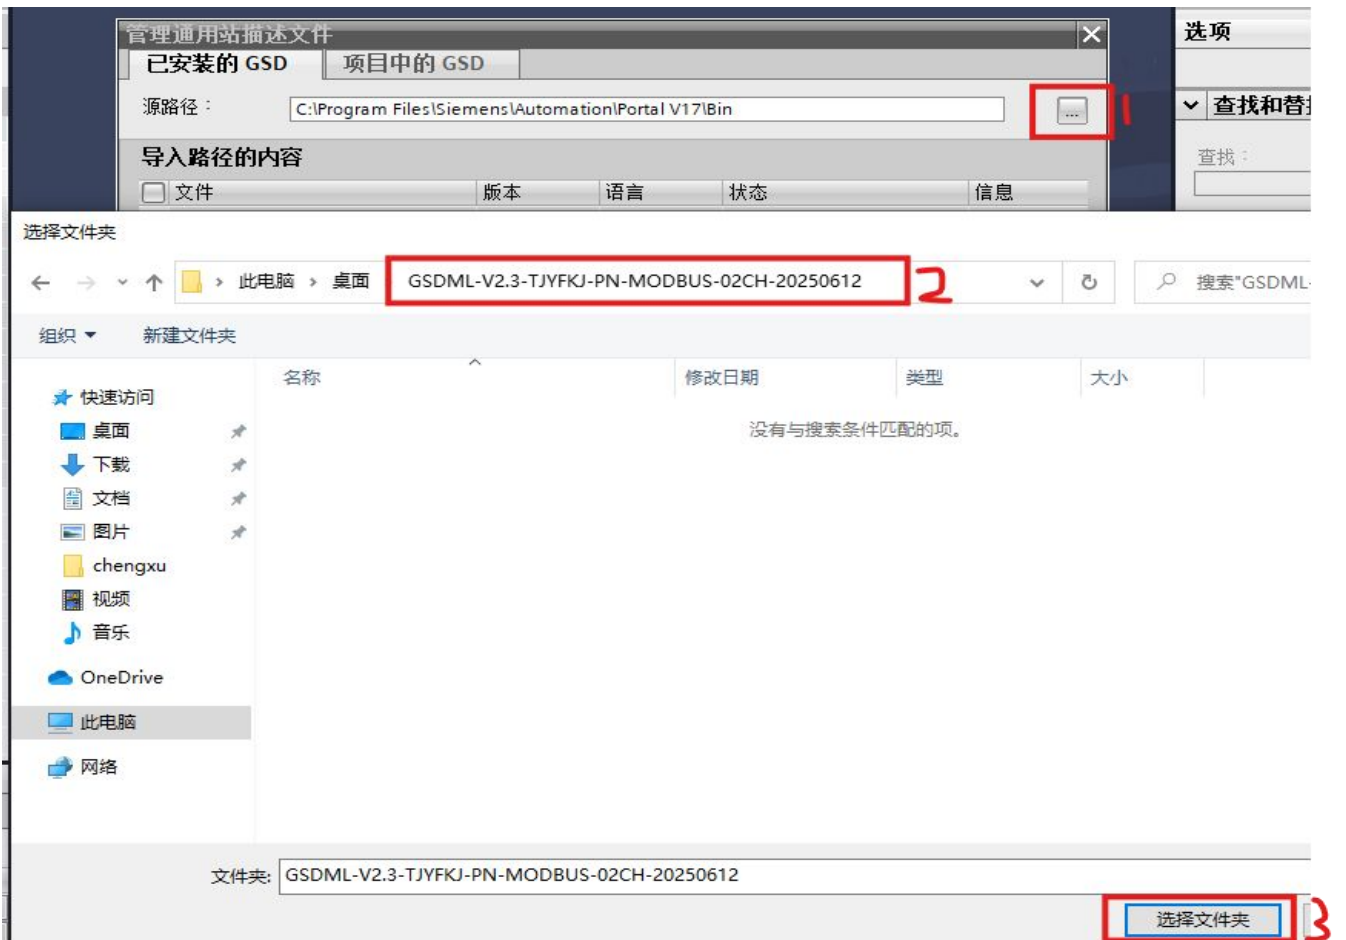 管理通用站描述文件
选项
已安装的 GSD 项目中的 GSD
源路径： C:\Program Files\Siemens\Automation\Portal V17\Bin ... 1
查找和替
导入路径的内容
查找：
文件 版本 语言 状态 信息
选择文件夹
此电脑 › 桌面 GSDML-V2.3-TJYFKJ-PN-MODBUS-02CH-20250612 2 搜索"GSDML-
组织 新建文件夹
名称 修改日期 类型 大小
快速访问
没有与搜索条件匹配的项。
桌面
下载
文档
图片
chengxu
视频
音乐
OneDrive
此电脑
网络
文件夹: GSDML-V2.3-TJYFKJ-PN-MODBUS-02CH-20250612
选择文件夹 3